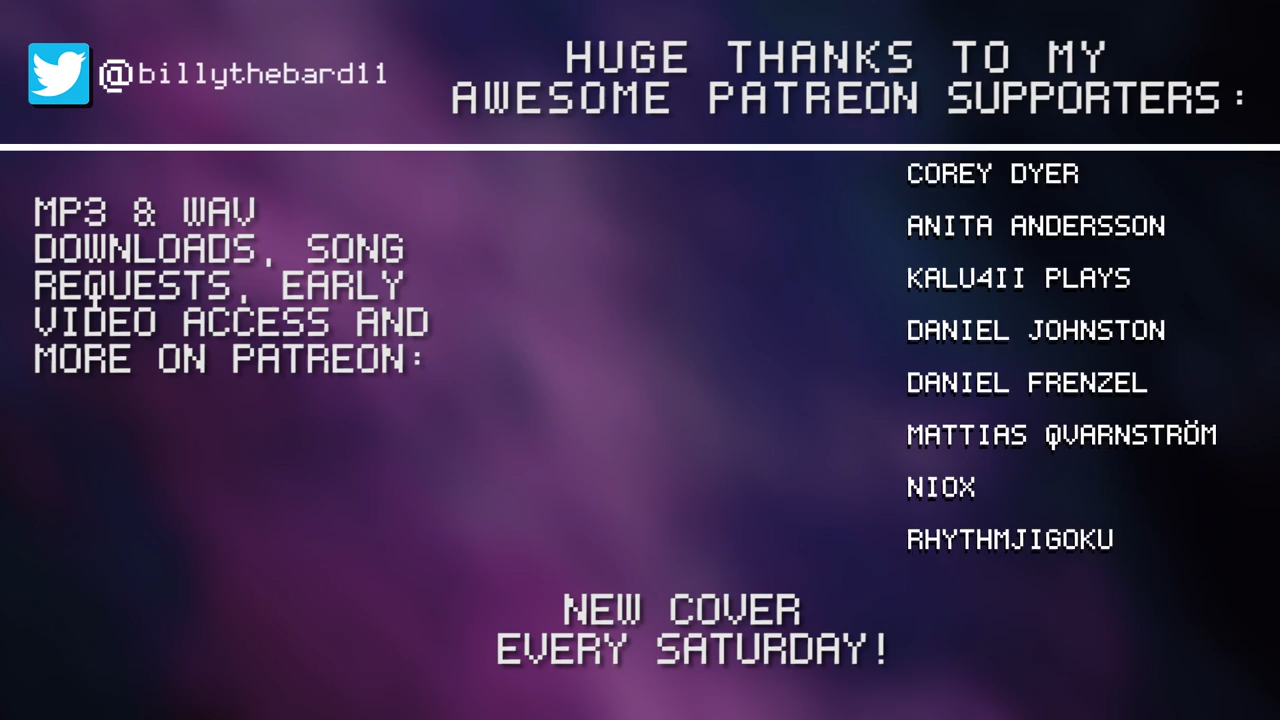 @billythebard11
HUGE THANKS TO MY
AWESOME PATREON SUPPORTERS:
MP3 & WAV
DOWNLOADS, SONG
REQUESTS, EARLY
VIDEO ACCESS AND
MORE ON PATREON:
COREY DYER
ANITA ANDERSSON
KALU4II PLAYS
DANIEL JOHNSTON
DANIEL FRENZEL
MATTIAS QVARNSTRÖM
NIOX
RHYTHMJIGOKU
NEW COVER
EVERY SATURDAY!